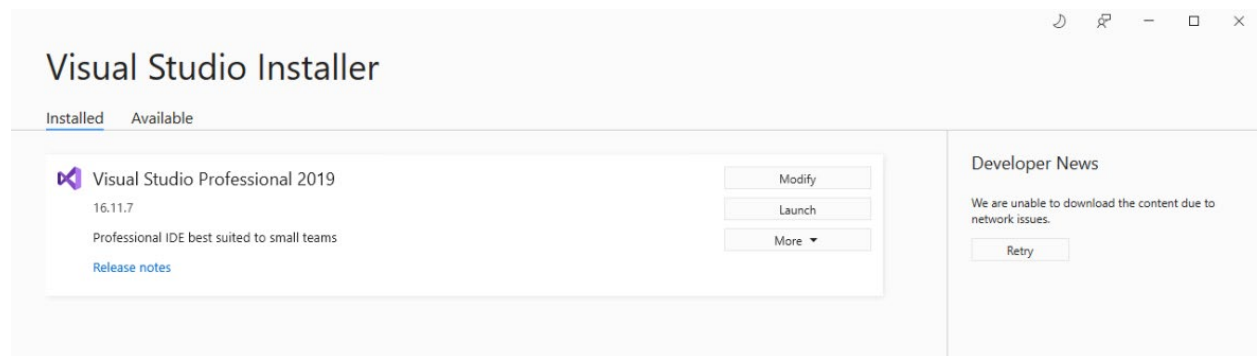 Visual Studio Installer
Installed Available
Visual Studio Professional 2019
16.11.7
Professional IDE best suited to small teams
Release notes
Modify
Launch
More
Developer News
We are unable to download the content due to
network issues.
Retry